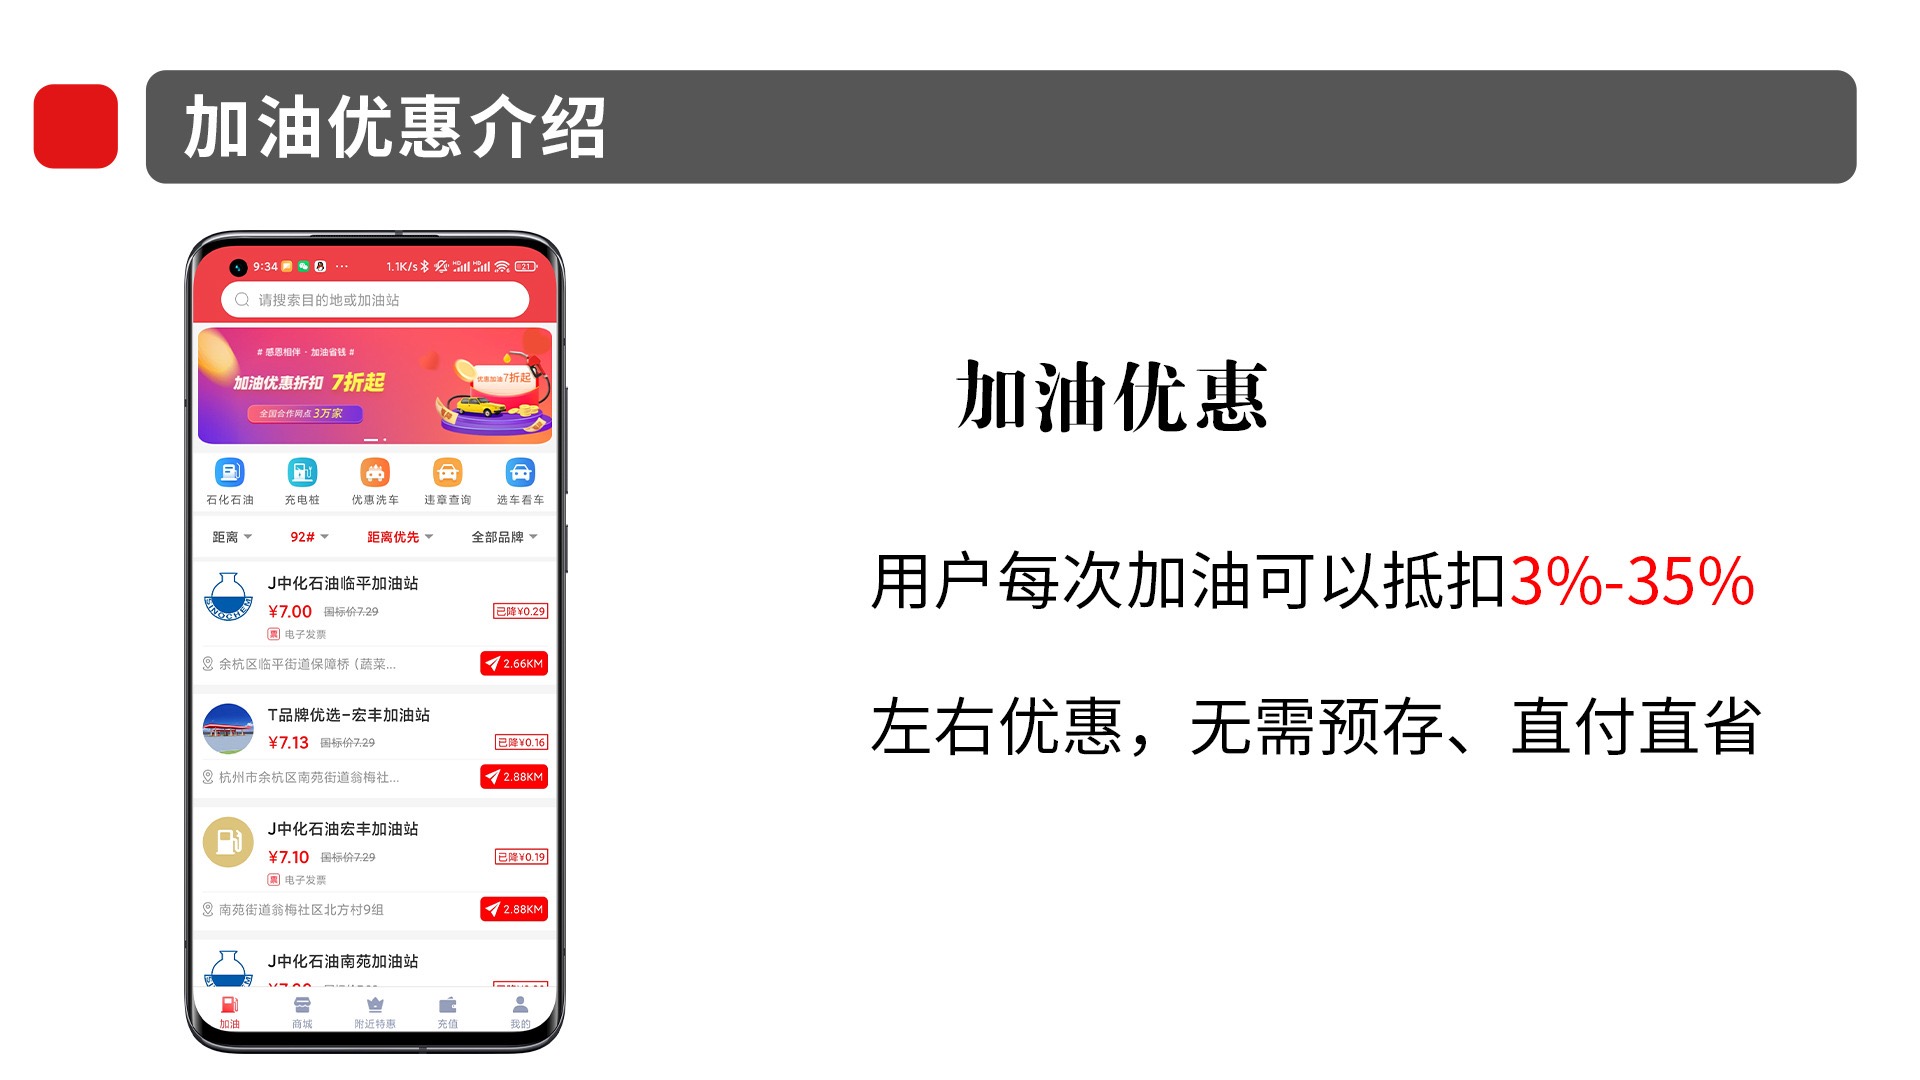 加油优惠介绍
9:34 ··· 1.1K/s 21
请搜索目的地或加油站
# 感恩相伴 · 加油省钱 #
加油优惠折扣 7折起
全国合作网点3万家
优惠加油7折起
石化石油 充电桩 优惠洗车 违章查询 选车看车
距离 92# 距离优先 全部品牌
J中化石油临平加油站
¥7.00 国标价7.29 已降¥0.29
票 电子发票
余杭区临平街道保障桥（蔬菜... 2.66KM
T品牌优选-宏丰加油站
¥7.13 国标价7.29 已降¥0.16
杭州市余杭区南苑街道翁梅社... 2.88KM
J中化石油宏丰加油站
¥7.10 国标价7.29 已降¥0.19
票 电子发票
南苑街道翁梅社区北方村9组 2.88KM
J中化石油南苑加油站
加油 商城 附近特惠 充值 我的
加油优惠
用户每次加油可以抵扣3%-35%
左右优惠，无需预存、直付直省